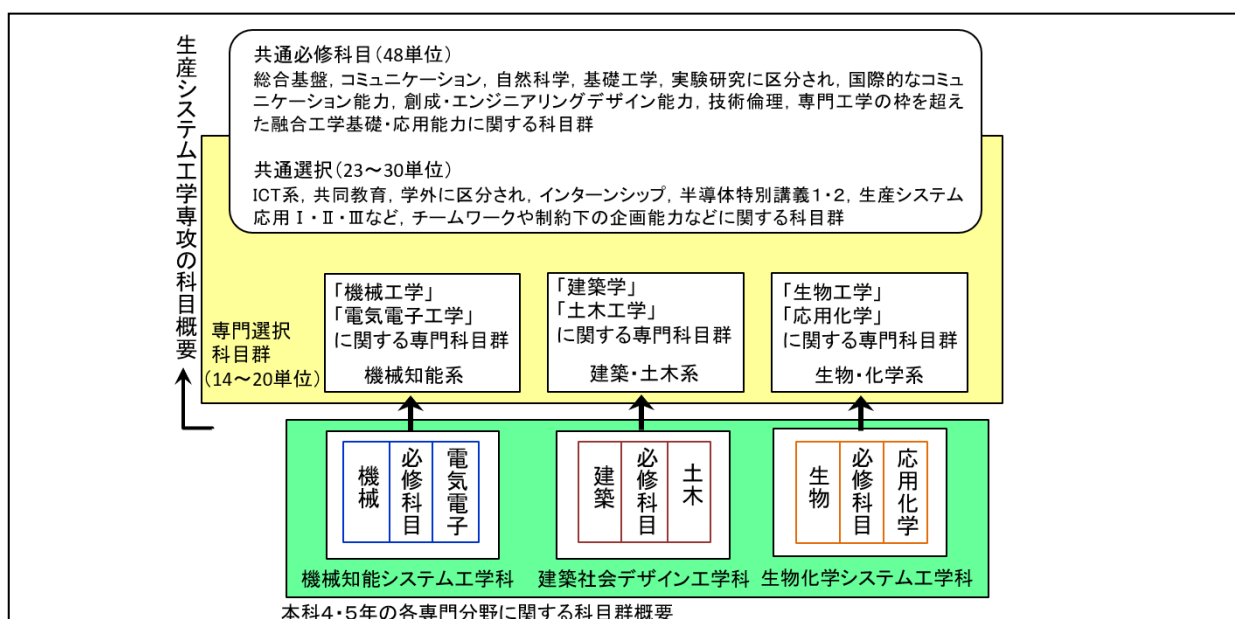 生産システム工学専攻の科目概要
共通必修科目(48単位)
総合基盤, コミュニケーション, 自然科学, 基礎工学, 実験研究に区分され, 国際的なコミュ
ニケーション能力, 創成・エンジニアリングデザイン能力, 技術倫理, 専門工学の枠を超え
た融合工学基礎・応用能力に関する科目群
共通選択(23～30単位)
ICT系, 共同教育, 学外に区分され, インターンシップ, 半導体特別講義1・2, 生産システム
応用Ⅰ・Ⅱ・Ⅲなど, チームワークや制約下の企画能力などに関する科目群
専門選択
科目群
(14～20単位)
「機械工学」
「電気電子工学」
に関する専門科目群
機械知能系
「建築学」
「土木工学」
に関する専門科目群
建築・土木系
「生物工学」
「応用化学」
に関する専門科目群
生物・化学系
機械
必修科目
電気電子
建築
必修科目
土木
生物
必修科目
応用化学
機械知能システム工学科
建築社会デザイン工学科
生物化学システム工学科
本科4・5年の各専門分野に関する科目群概要